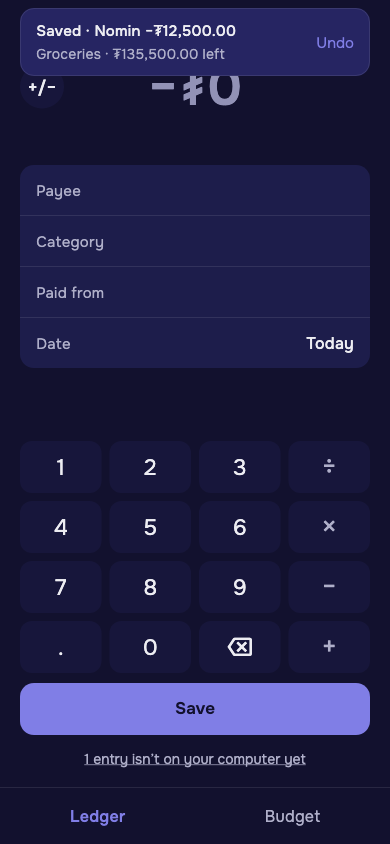 Saved · Nomin −₮12,500.00
Groceries · ₮135,500.00 left
Undo
+/−
−₮0
Payee
Category
Paid from
Date
Today
1 2 3 ÷
4 5 6 ×
7 8 9 −
. 0 +
Save
1 entry isn't on your computer yet
Ledger
Budget